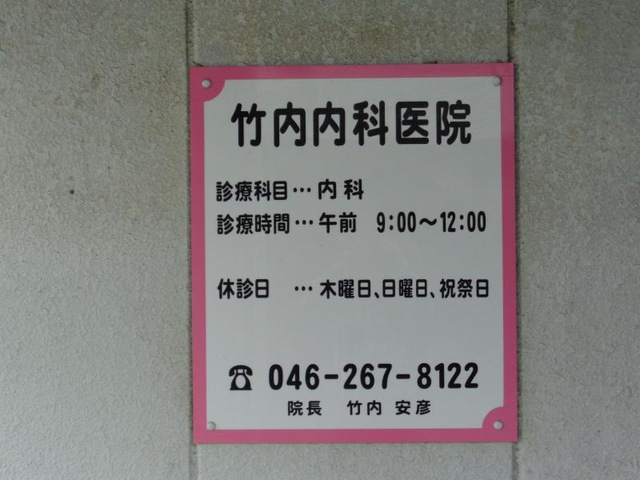 竹内内科医院
診療科目…内科
診療時間…午前 9:00～12:00
休診日 …木曜日、日曜日、祝祭日
☎ 046-267-8122
院長 竹内 安彦